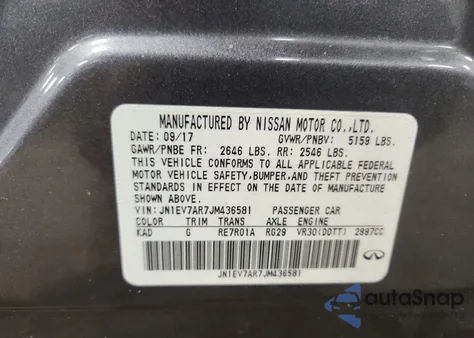 MANUFACTURED BY NISSAN MOTOR CO.,LTD.
DATE: 09/17 GVWR/PNBV: 5159 LBS.
GAWR/PNBE FR: 2646 LBS. RR: 2546 LBS.
THIS VEHICLE CONFORMS TO ALL APPLICABLE FEDERAL
MOTOR VEHICLE SAFETY,BUMPER,AND THEFT PREVENTION
STANDARDS IN EFFECT ON THE DATE OF MANUFACTURE
SHOWN ABOVE.
VIN: JN1EV7AR7JM436581 PASSENGER CAR
COLOR TRIM TRANS AXLE ENGINE
KAD G RE7R01A RG29 VR30(DDTT) 2997CC
JN1EV7AR7JM436581
INFINITI
autoSnap
www.autosnap